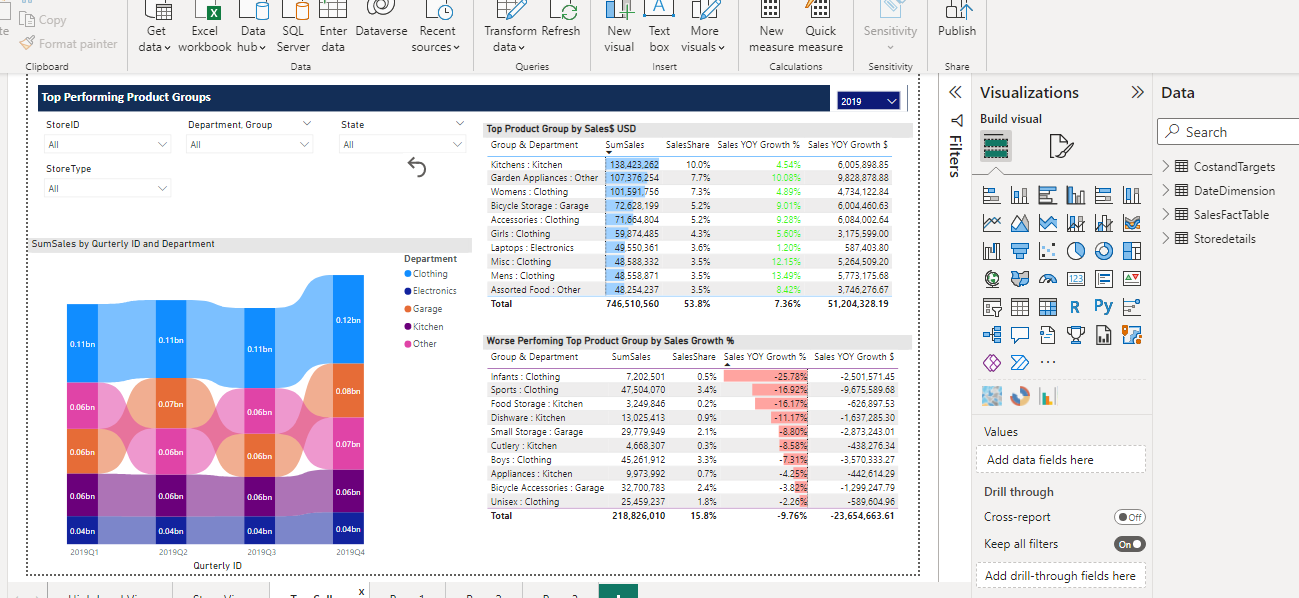 Copy
Format painter
Clipboard
Get data
Excel workbook
Data hub
SQL Server
Enter data
Dataverse
Recent sources
Data
Transform data
Refresh
Queries
New visual
Text box
More visuals
Insert
New measure
Quick measure
Calculations
Sensitivity
Sensitivity
Publish
Share
Top Performing Product Groups
2019
StoreID
All
Department, Group
All
State
All
StoreType
All
SumSales by Qurterly ID and Department
Department
Clothing
Electronics
Garage
Kitchen
Other
0.11bn 0.11bn 0.11bn 0.12bn
0.06bn 0.07bn 0.06bn 0.08bn
0.06bn 0.06bn 0.06bn 0.07bn
0.06bn 0.06bn 0.06bn 0.06bn
0.04bn 0.04bn 0.04bn 0.04bn
2019Q1 2019Q2 2019Q3 2019Q4
Qurterly ID
Top Product Group by Sales$ USD
Group & Department SumSales SalesShare Sales YOY Growth % Sales YOY Growth $
Kitchens : Kitchen 138,423,262 10.0% 4.54% 6,005,898.85
Garden Appliances : Other 107,376,254 7.7% 10.08% 9,828,878.88
Womens : Clothing 101,591,756 7.3% 4.89% 4,734,122.84
Bicycle Storage : Garage 72,628,199 5.2% 9.01% 6,004,460.63
Accessories : Clothing 71,664,804 5.2% 9.28% 6,084,002.64
Girls : Clothing 59,874,485 4.3% 5.60% 3,175,599.00
Laptops : Electronics 49,550,361 3.6% 1.20% 587,403.80
Misc : Clothing 48,588,332 3.5% 12.15% 5,264,509.20
Mens : Clothing 48,558,871 3.5% 13.49% 5,773,175.68
Assorted Food : Other 48,254,237 3.5% 8.42% 3,746,276.67
Total 746,510,560 53.8% 7.36% 51,204,328.19
Worse Perfoming Top Product Group by Sales Growth %
Group & Department SumSales SalesShare Sales YOY Growth % Sales YOY Growth $
Infants : Clothing 7,202,501 0.5% -25.78% -2,501,571.45
Sports : Clothing 47,504,070 3.4% -16.92% -9,675,589.68
Food Storage : Kitchen 3,249,846 0.2% -16.17% -626,897.53
Dishware : Kitchen 13,025,413 0.9% -11.17% -1,637,285.30
Small Storage : Garage 29,779,949 2.1% -8.80% -2,873,243.01
Cutlery : Kitchen 4,668,307 0.3% -8.58% -438,276.34
Boys : Clothing 45,261,912 3.3% -7.31% -3,570,333.27
Appliances : Kitchen 9,973,992 0.7% -4.25% -442,614.29
Bicycle Accessories : Garage 32,700,783 2.4% -3.82% -1,299,247.79
Unisex : Clothing 25,459,237 1.8% -2.26% -589,604.96
Total 218,826,010 15.8% -9.76% -23,654,663.61
Filters
Visualizations
Build visual
123
R
Py
Values
Add data fields here
Drill through
Cross-report
Off
Keep all filters
On
Add drill-through fields here
Data
Search
CostandTargets
DateDimension
SalesFactTable
Storedetails
x